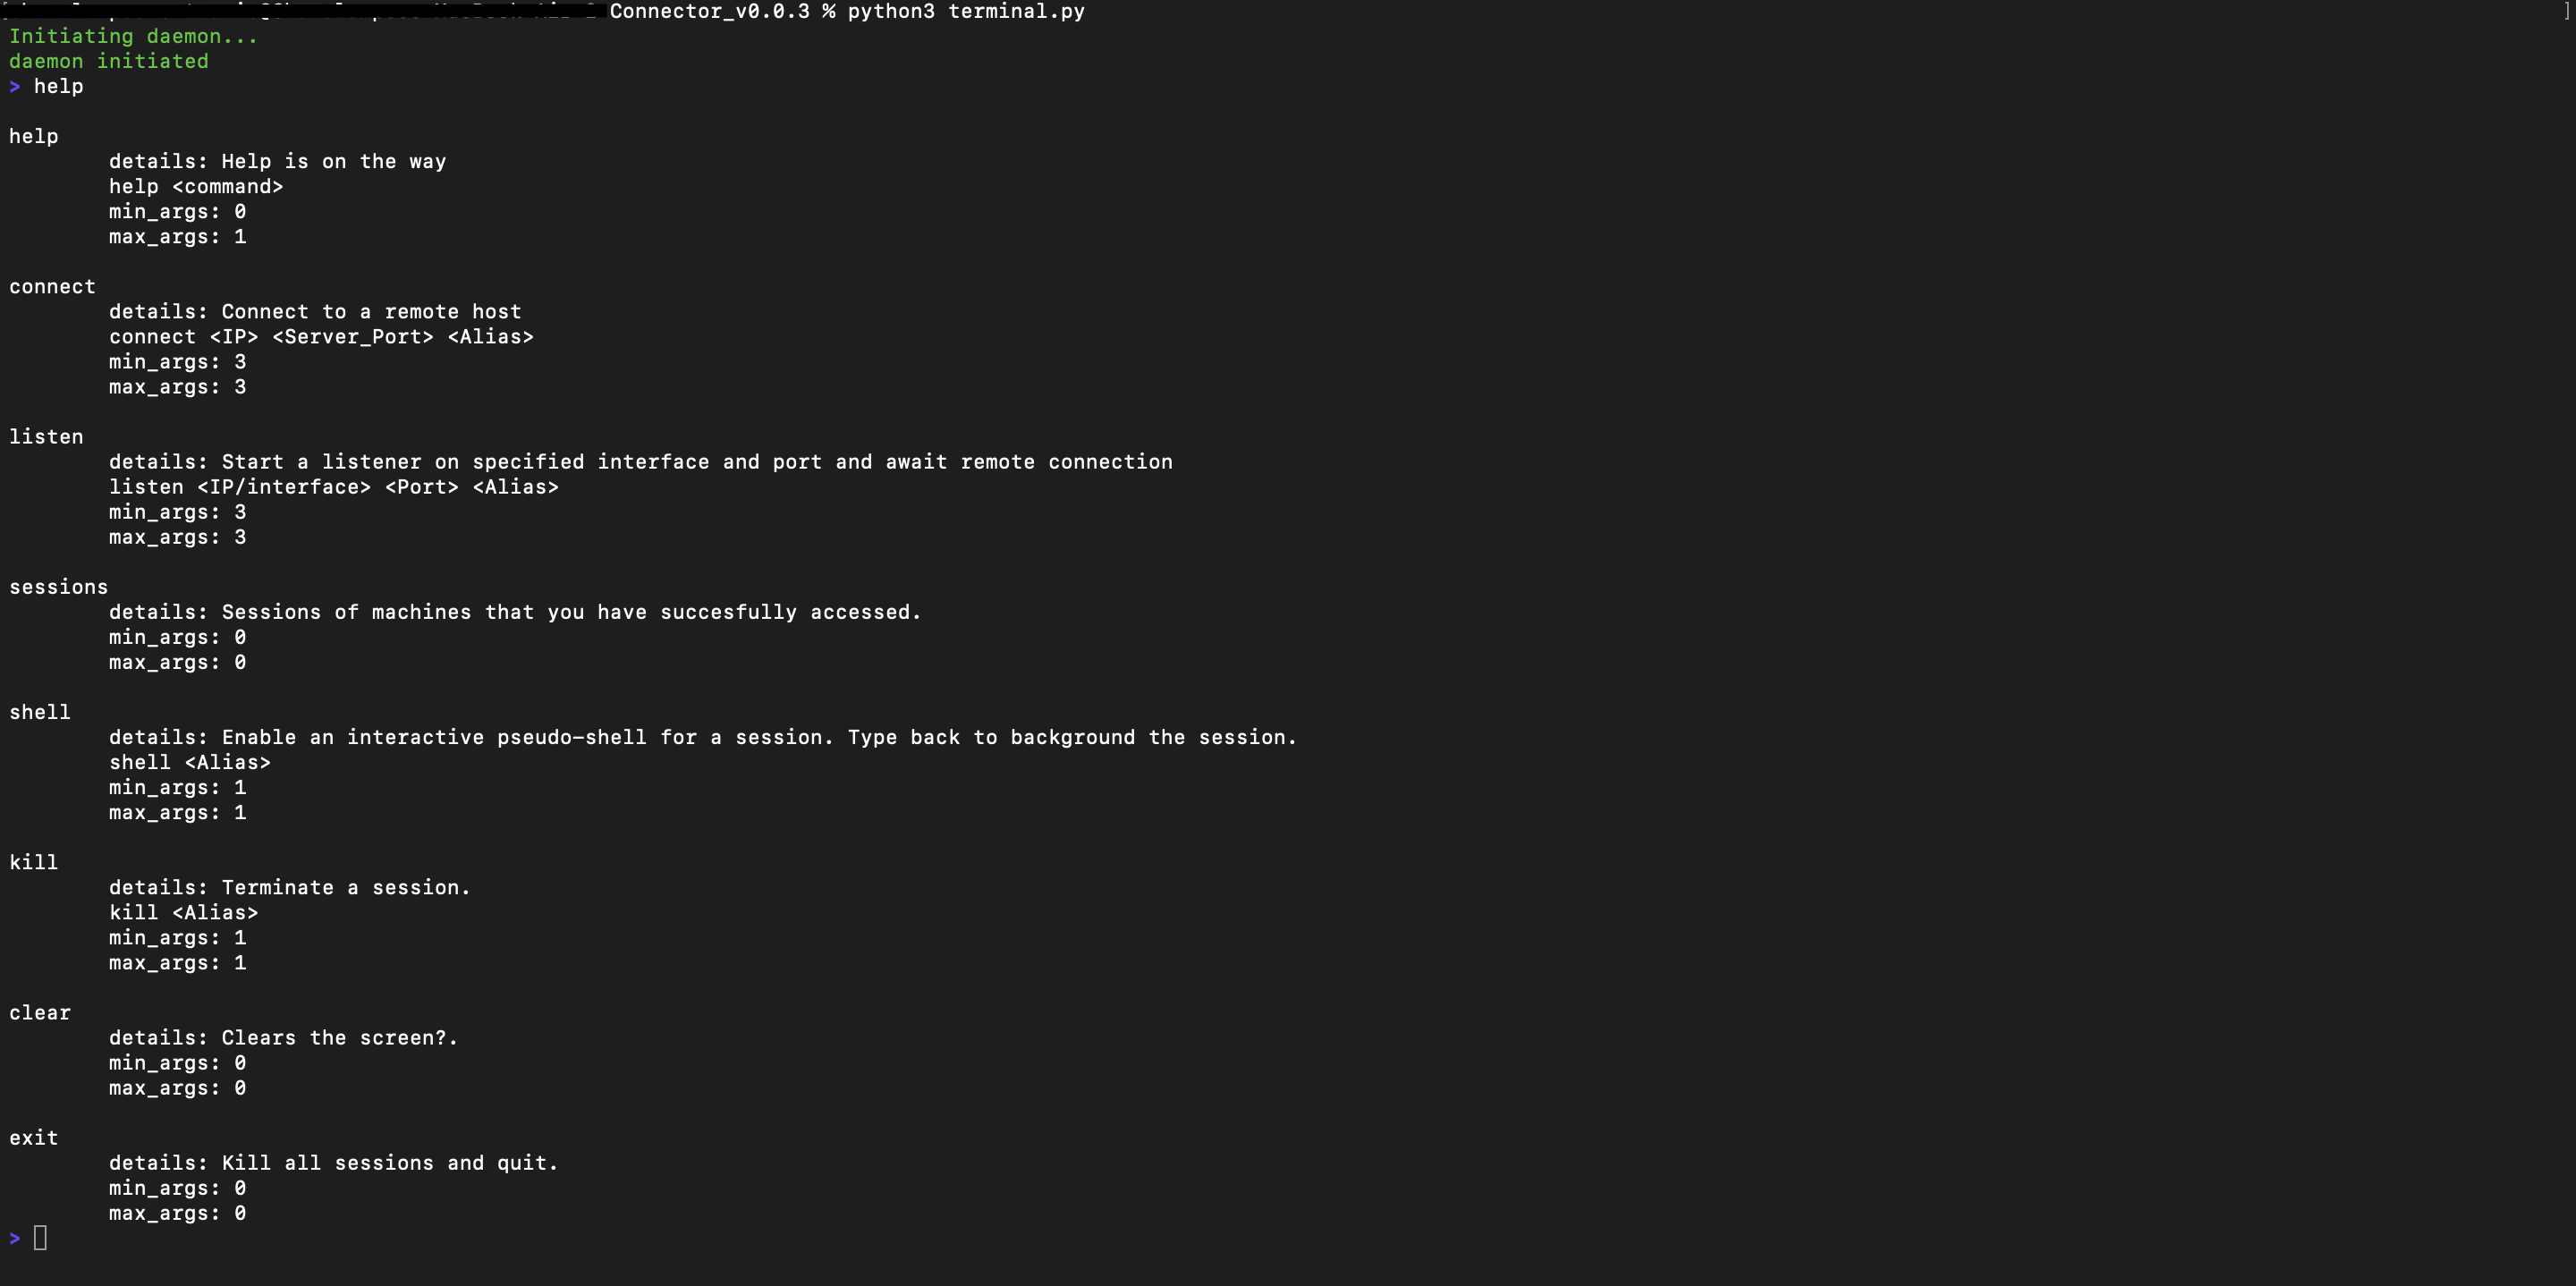 Connector_v0.0.3 % python3 terminal.py
Initiating daemon...
daemon initiated
> help
help
details: Help is on the way
help <command>
min_args: 0
max_args: 1
connect
details: Connect to a remote host
connect <IP> <Server_Port> <Alias>
min_args: 3
max_args: 3
listen
details: Start a listener on specified interface and port and await remote connection
listen <IP/interface> <Port> <Alias>
min_args: 3
max_args: 3
sessions
details: Sessions of machines that you have succesfully accessed.
min_args: 0
max_args: 0
shell
details: Enable an interactive pseudo-shell for a session. Type back to background the session.
shell <Alias>
min_args: 1
max_args: 1
kill
details: Terminate a session.
kill <Alias>
min_args: 1
max_args: 1
clear
details: Clears the screen?.
min_args: 0
max_args: 0
exit
details: Kill all sessions and quit.
min_args: 0
max_args: 0
>